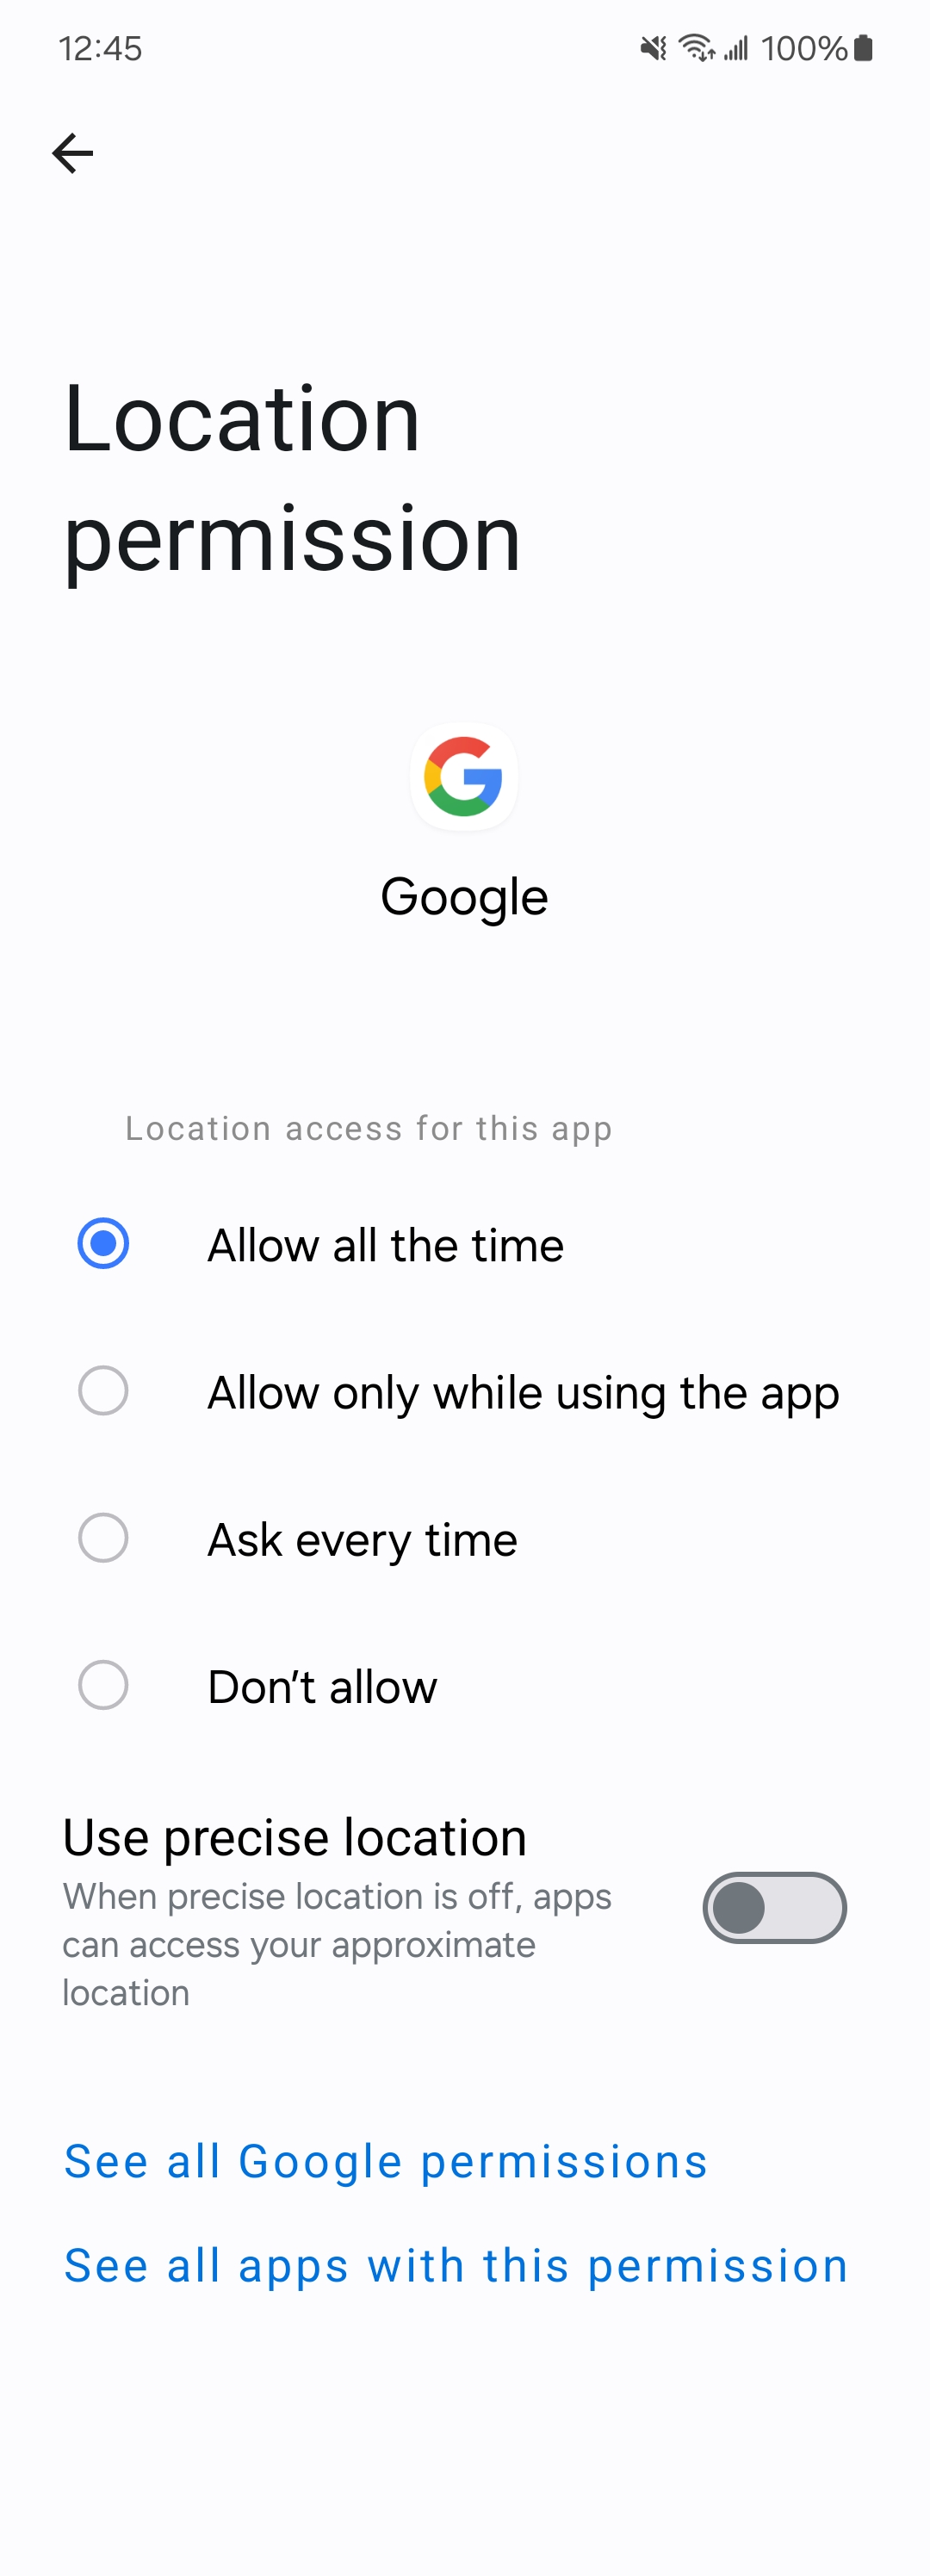 12:45 100%
Location
permission
Google
Location access for this app
Allow all the time
Allow only while using the app
Ask every time
Don’t allow
Use precise location
When precise location is off, apps
can access your approximate
location
See all Google permissions
See all apps with this permission